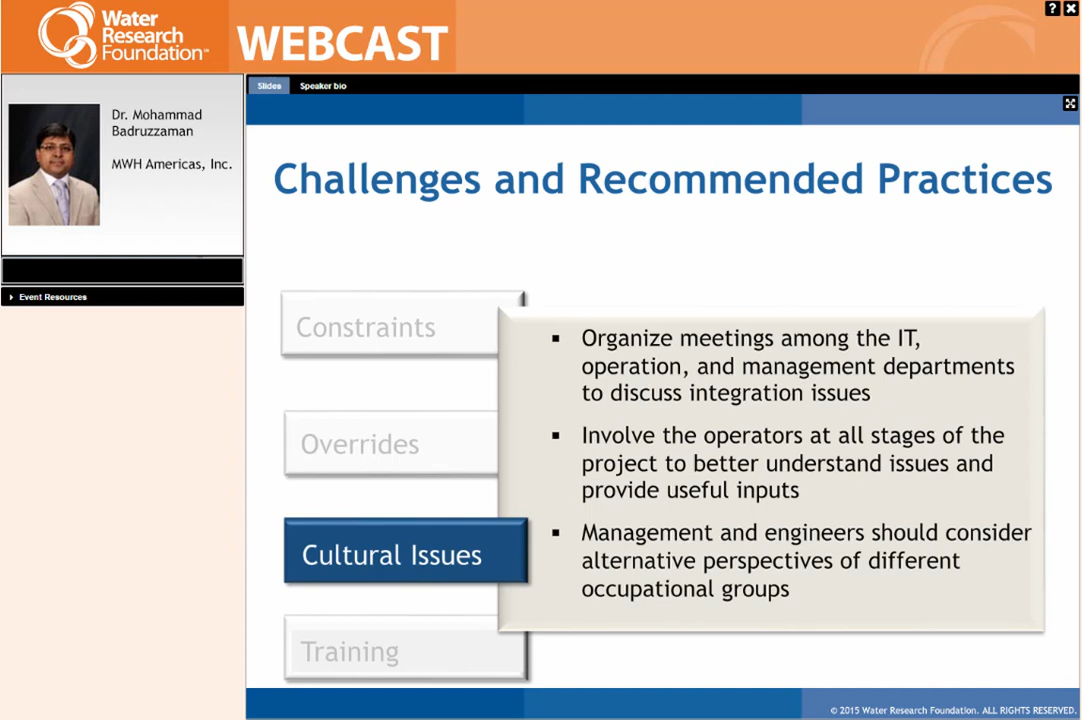 Water
Research
Foundation™
WEBCAST
Dr. Mohammad
Badruzzaman
MWH Americas, Inc.
Event Resources
Slides
Speaker bio
Challenges and Recommended Practices
Constraints
Overrides
Cultural Issues
Training
▪ Organize meetings among the IT,
operation, and management departments
to discuss integration issues
▪ Involve the operators at all stages of the
project to better understand issues and
provide useful inputs
▪ Management and engineers should consider
alternative perspectives of different
occupational groups
© 2015 Water Research Foundation. ALL RIGHTS RESERVED.